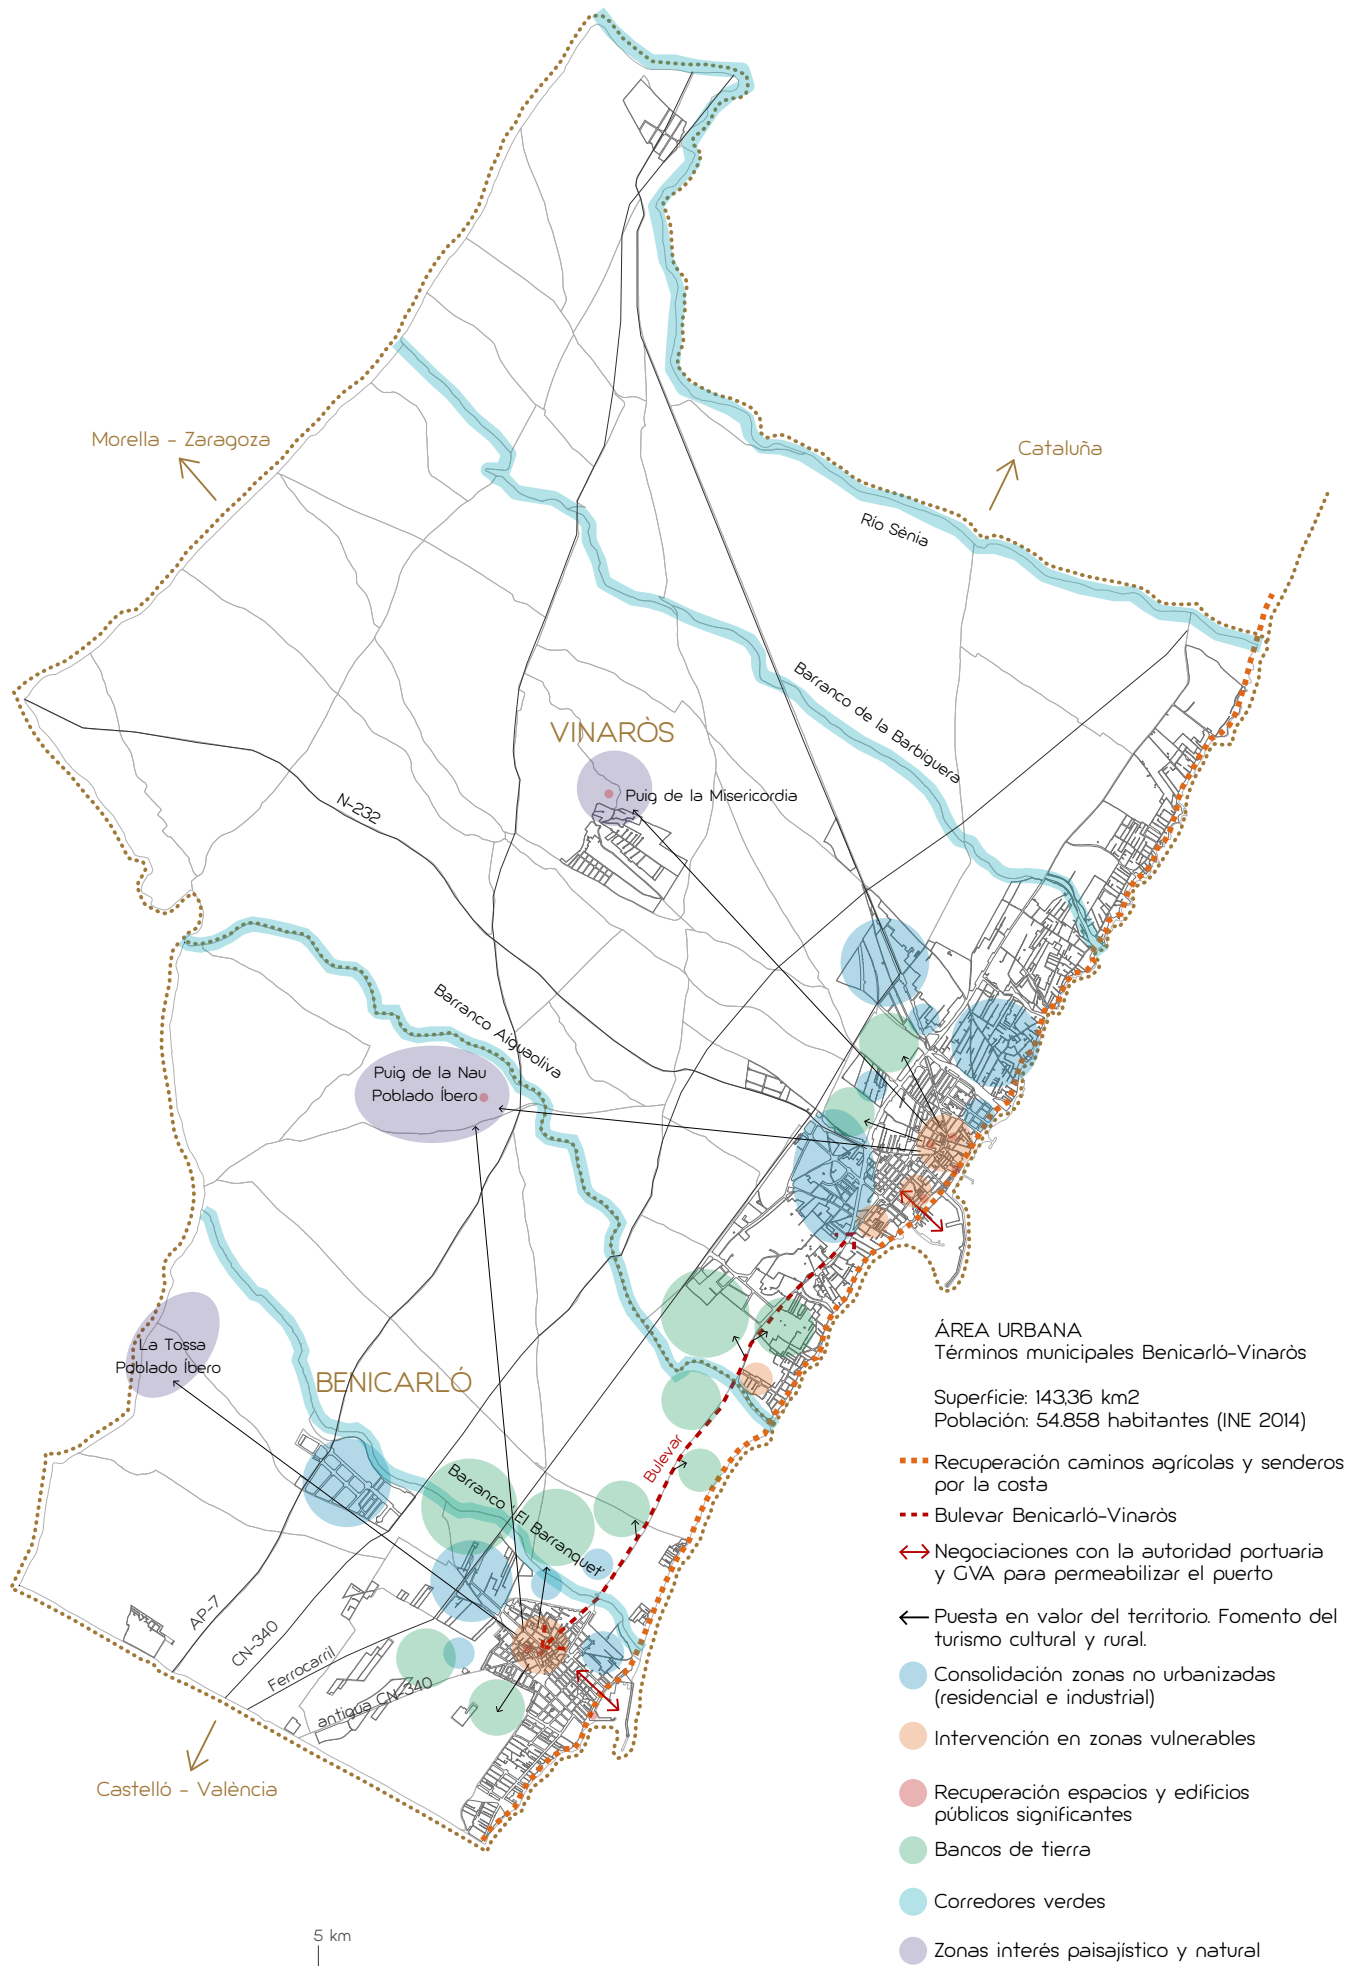 Morella - Zaragoza
Cataluña
Río Sènia
Barranco de la Barbiguera
VINARÒS
Puig de la Misericordia
N-232
Barranco Aiguaoliva
Puig de la Nau
Poblado Íbero
La Tossa
Poblado Íbero
BENICARLÓ
Bulevar
Barranco 'El Barranquet'
AP-7
CN-340
Ferrocarril
antigua CN-340
Castelló - València
5 km
ÁREA URBANA
Términos municipales Benicarló-Vinaròs
Superficie: 143,36 km2
Población: 54.858 habitantes (INE 2014)
Recuperación caminos agrícolas y senderos
por la costa
Bulevar Benicarló-Vinaròs
Negociaciones con la autoridad portuaria
y GVA para permeabilizar el puerto
Puesta en valor del territorio. Fomento del
turismo cultural y rural.
Consolidación zonas no urbanizadas
(residencial e industrial)
Intervención en zonas vulnerables
Recuperación espacios y edificios
públicos significantes
Bancos de tierra
Corredores verdes
Zonas interés paisajístico y natural